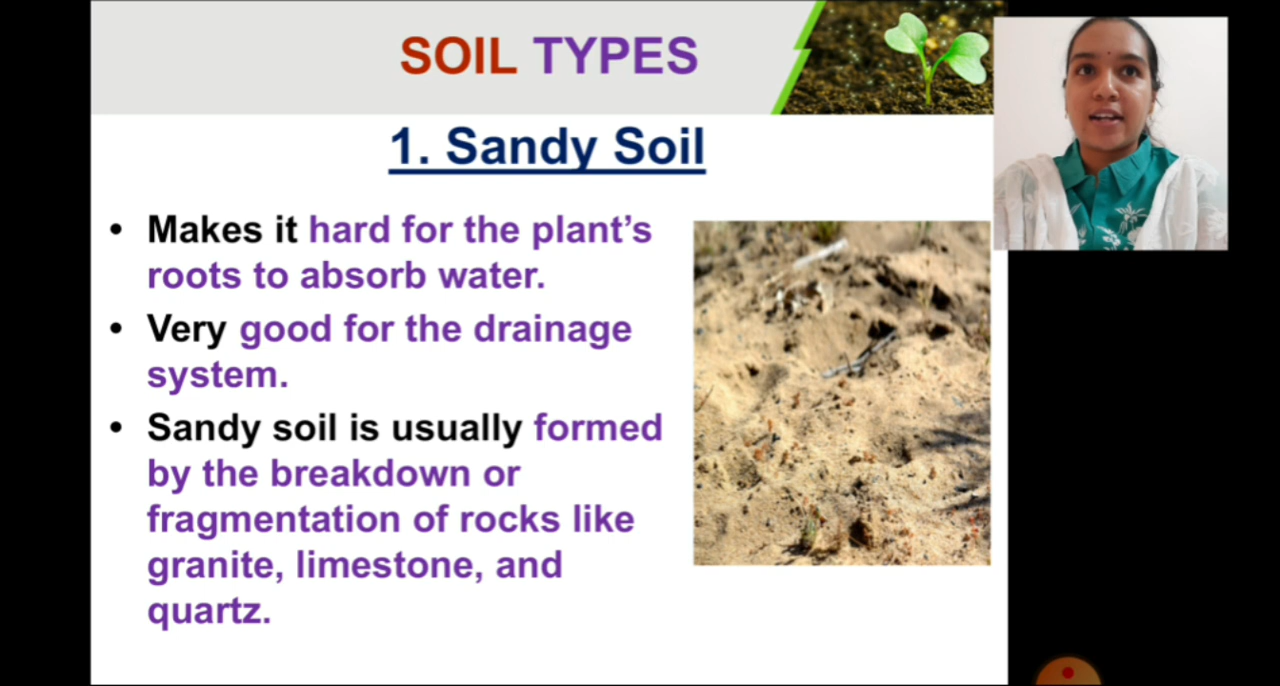 SOIL TYPES
1. Sandy Soil
• Makes it hard for the plant’s
roots to absorb water.
• Very good for the drainage
system.
• Sandy soil is usually formed
by the breakdown or
fragmentation of rocks like
granite, limestone, and
quartz.